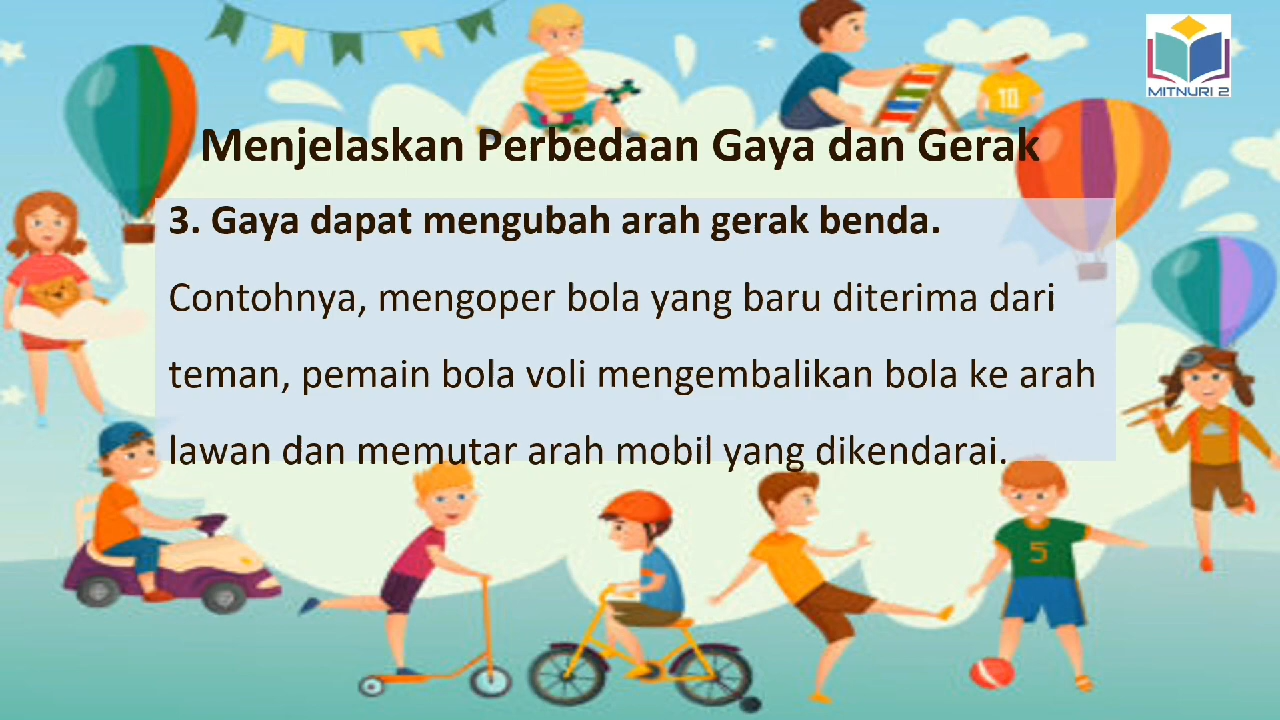 MITNURI 2
10
Menjelaskan Perbedaan Gaya dan Gerak
3. Gaya dapat mengubah arah gerak benda.
Contohnya, mengoper bola yang baru diterima dari
teman, pemain bola voli mengembalikan bola ke arah
lawan dan memutar arah mobil yang dikendarai.
5